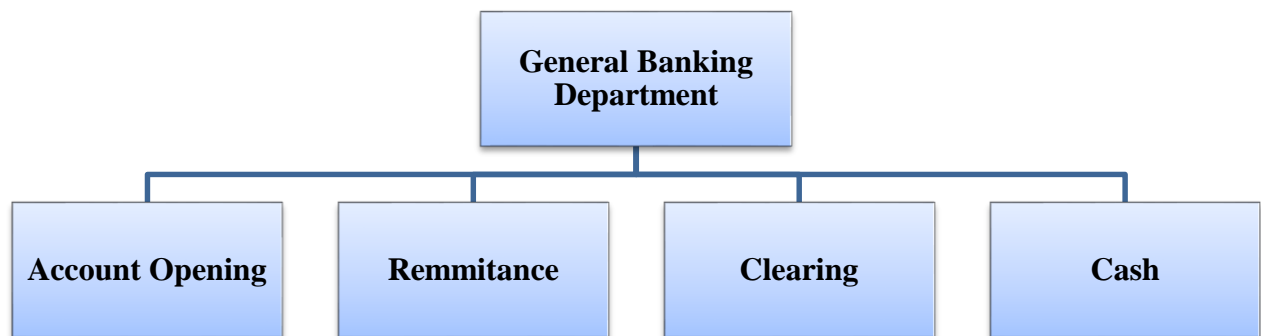 General Banking
Department
Account Opening
Remmitance
Clearing
Cash